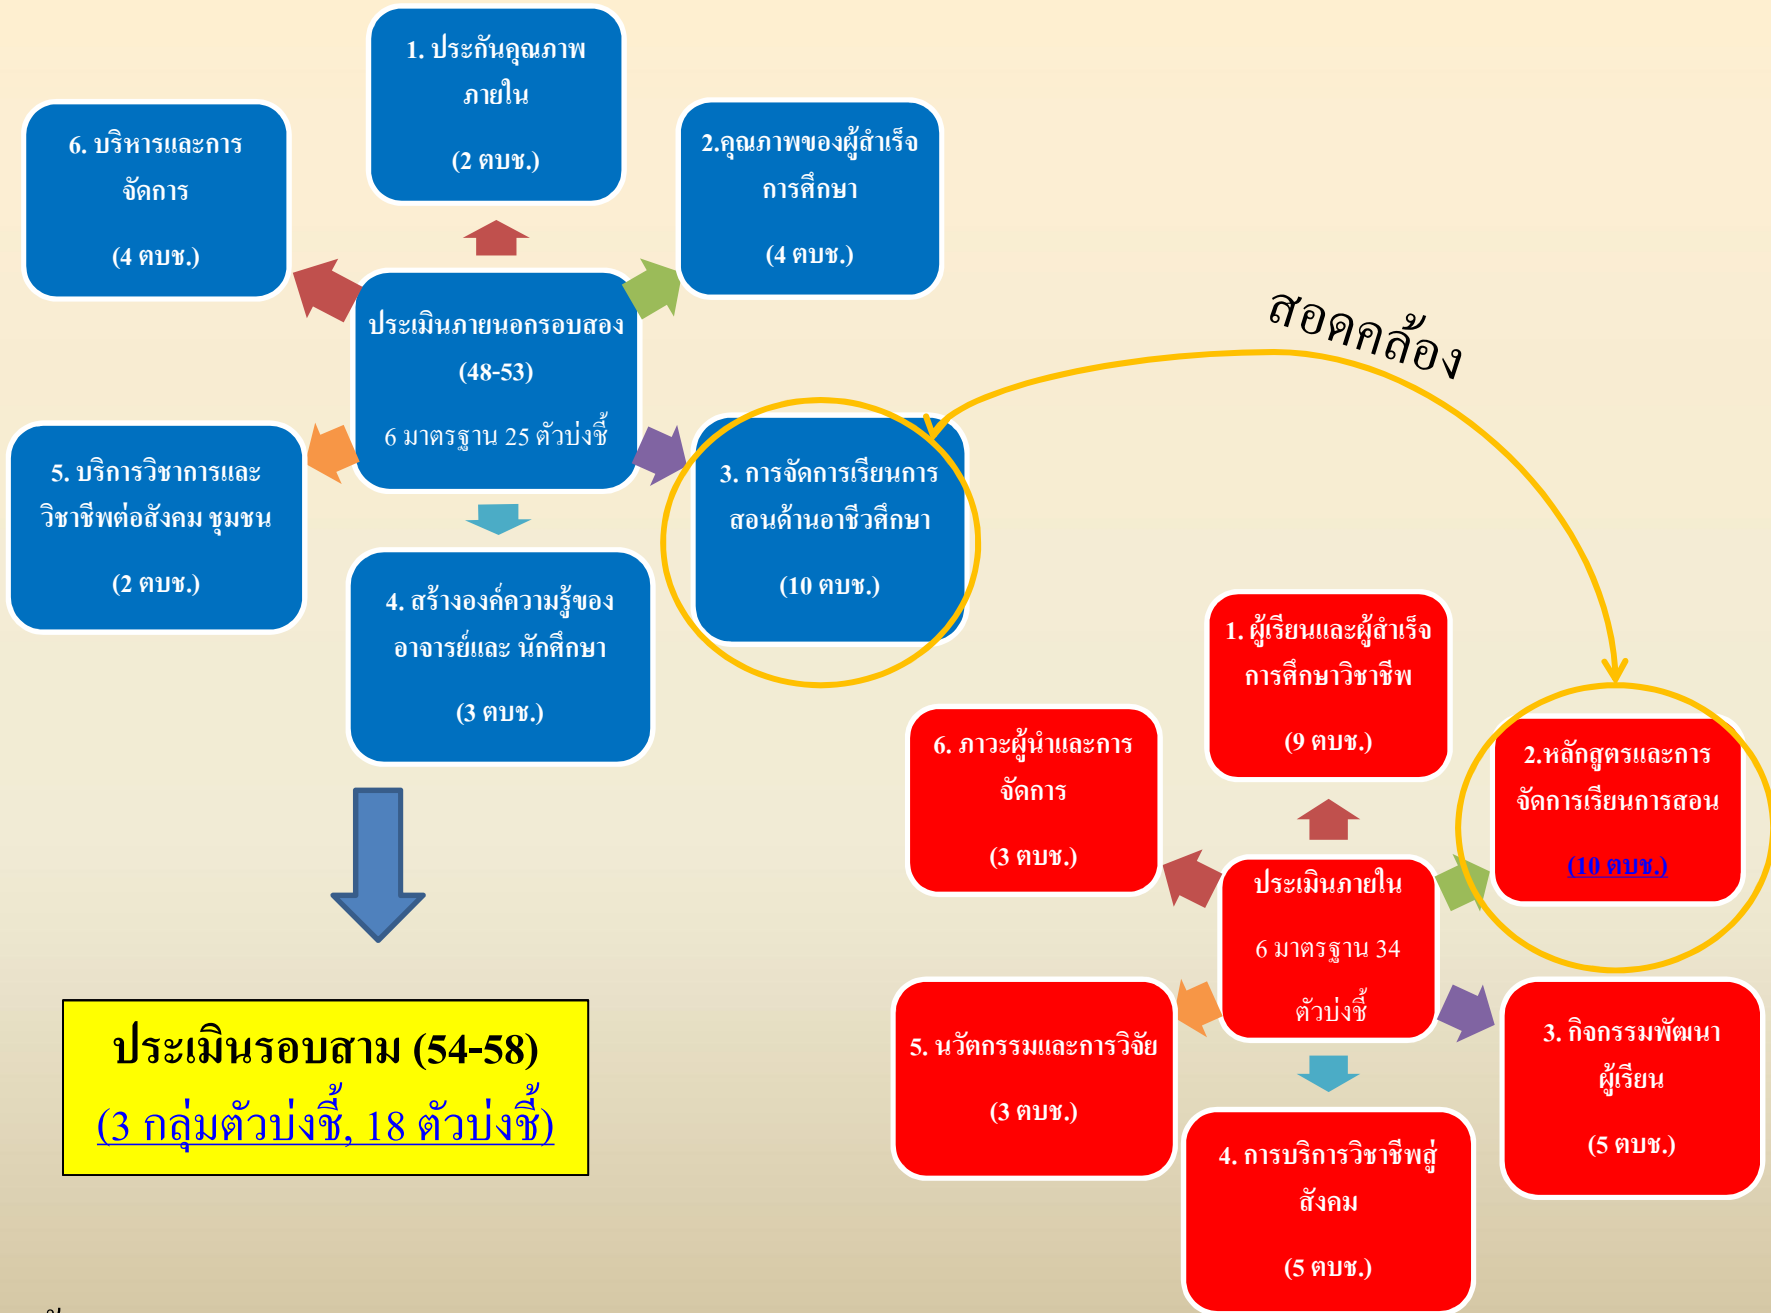 1. ประกันคุณภาพ
ภายใน
(2 ตบช.)
6. บริหารและการ
จัดการ
(4 ตบช.)
2.คุณภาพของผู้สำเร็จ
การศึกษา
(4 ตบช.)
ประเมินภายนอกรอบสอง
(48-53)
6 มาตรฐาน 25 ตัวบ่งชี้
5. บริการวิชาการและ
วิชาชีพต่อสังคม ชุมชน
(2 ตบช.)
3. การจัดการเรียนการ
สอนด้านอาชีวศึกษา
(10 ตบช.)
4. สร้างองค์ความรู้ของ
อาจารย์และ นักศึกษา
(3 ตบช.)
สอดคล้อง
ประเมินรอบสาม (54-58)
(3 กลุ่มตัวบ่งชี้, 18 ตัวบ่งชี้)
1. ผู้เรียนและผู้สำเร็จ
การศึกษาวิชาชีพ
(9 ตบช.)
6. ภาวะผู้นำและการ
จัดการ
(3 ตบช.)
2.หลักสูตรและการ
จัดการเรียนการสอน
(10 ตบช.)
ประเมินภายใน
6 มาตรฐาน 34
ตัวบ่งชี้
5. นวัตกรรมและการวิจัย
(3 ตบช.)
3. กิจกรรมพัฒนา
ผู้เรียน
(5 ตบช.)
4. การบริการวิชาชีพสู่
สังคม
(5 ตบช.)